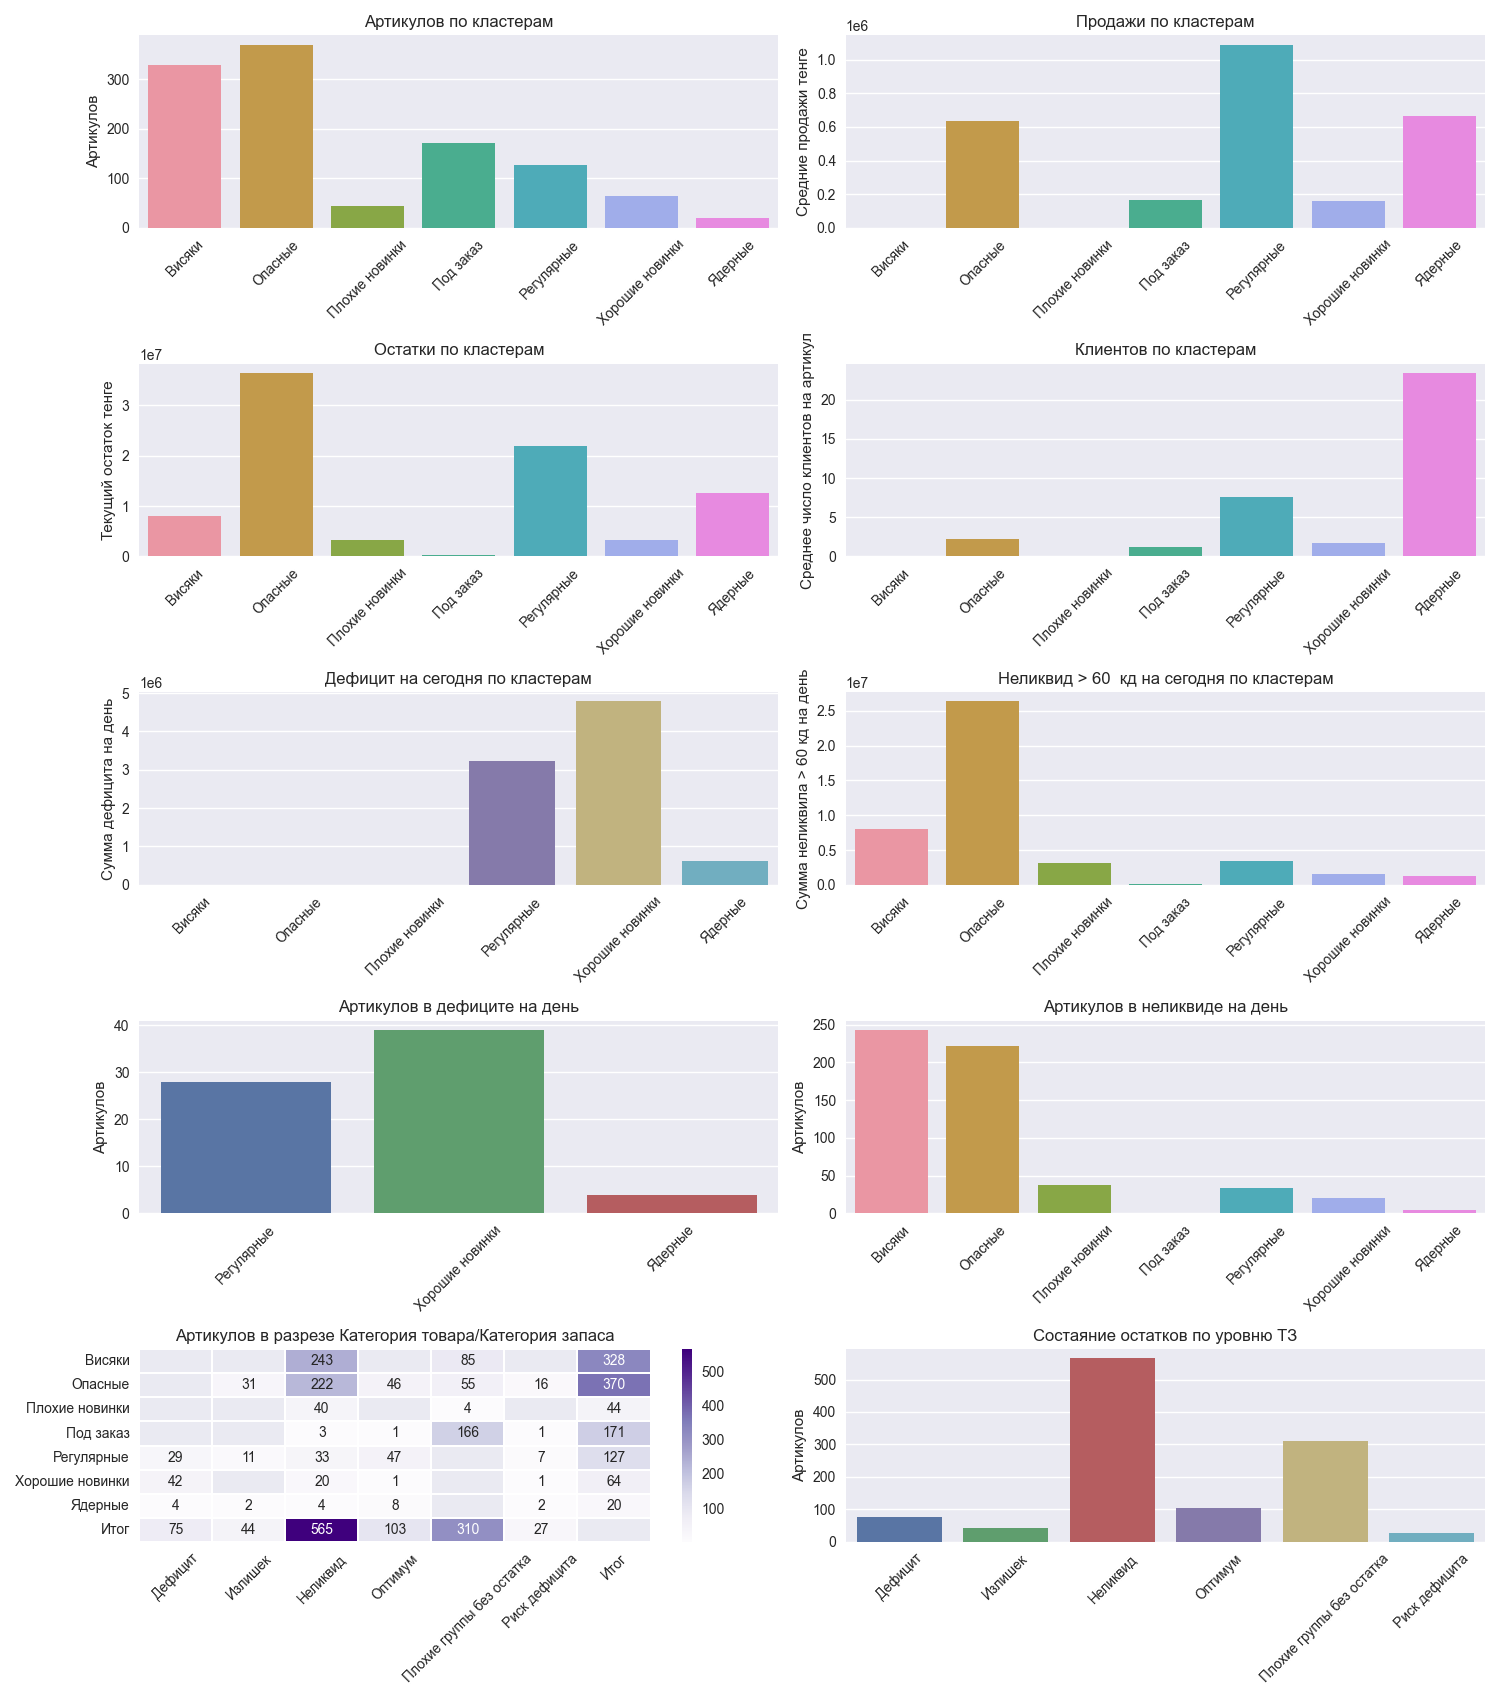 Артикулов по кластерам
Артикулов
300
200
100
0
Висяки
Опасные
Плохие новинки
Под заказ
Регулярные
Хорошие новинки
Ядерные
Продажи по кластерам
1e6
Средние продажи тенге
1.0
0.8
0.6
0.4
0.2
0.0
Висяки
Опасные
Плохие новинки
Под заказ
Регулярные
Хорошие новинки
Ядерные
Остатки по кластерам
1e7
Текущий остаток тенге
3
2
1
0
Висяки
Опасные
Плохие новинки
Под заказ
Регулярные
Хорошие новинки
Ядерные
Клиентов по кластерам
Среднее число клиентов на артикул
20
15
10
5
0
Висяки
Опасные
Плохие новинки
Под заказ
Регулярные
Хорошие новинки
Ядерные
Дефицит на сегодня по кластерам
1e6
Сумма дефицита на день
5
4
3
2
1
0
Висяки
Опасные
Плохие новинки
Регулярные
Хорошие новинки
Ядерные
Неликвид > 60 кд на сегодня по кластерам
1e7
Сумма неликвила > 60 кд на день
2.5
2.0
1.5
1.0
0.5
0.0
Висяки
Опасные
Плохие новинки
Под заказ
Регулярные
Хорошие новинки
Ядерные
Артикулов в дефиците на день
Артикулов
40
30
20
10
0
Регулярные
Хорошие новинки
Ядерные
Артикулов в неликвиде на день
Артикулов
250
200
150
100
50
0
Висяки
Опасные
Плохие новинки
Под заказ
Регулярные
Хорошие новинки
Ядерные
Артикулов в разрезе Категория товара/Категория запаса
Висяки 243 85 328
Опасные 31 222 46 55 16 370
Плохие новинки 40 4 44
Под заказ 3 1 166 1 171
Регулярные 29 11 33 47 7 127
Хорошие новинки 42 20 1 1 64
Ядерные 4 2 4 8 2 20
Итог 75 44 565 103 310 27
Дефицит
Излишек
Неликвид
Оптимум
Плохие группы без остатка
Риск дефицита
Итог
500
400
300
200
100
Состаяние остатков по уровню ТЗ
Артикулов
500
400
300
200
100
0
Дефицит
Излишек
Неликвид
Оптимум
Плохие группы без остатка
Риск дефицита